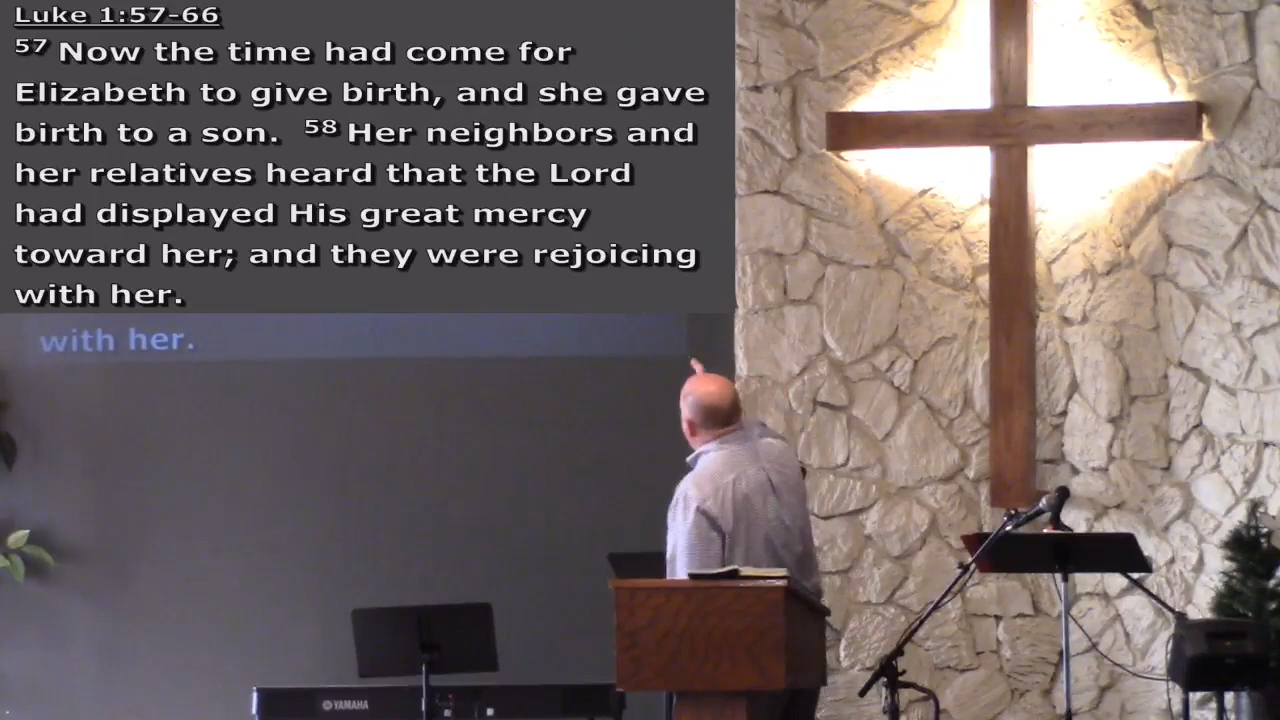 Luke 1:57-66
57 Now the time had come for
Elizabeth to give birth, and she gave
birth to a son. 58 Her neighbors and
her relatives heard that the Lord
had displayed His great mercy
toward her; and they were rejoicing
with her.
with her.
YAMAHA